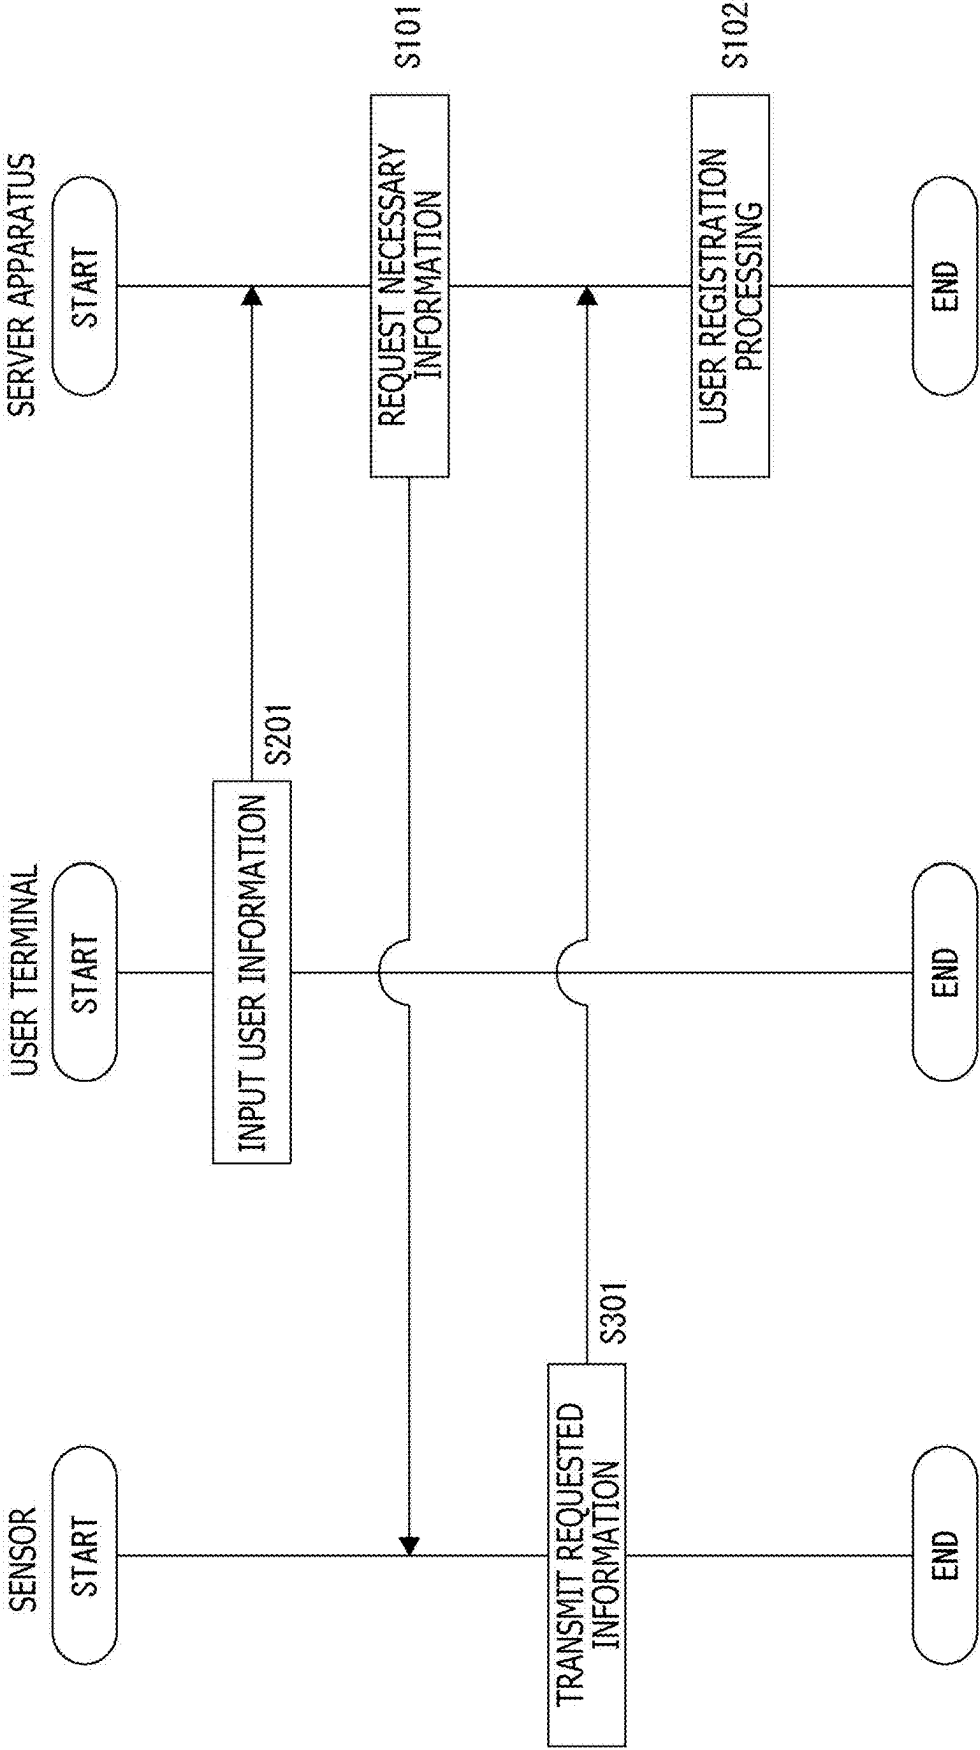 SENSOR
USER TERMINAL
SERVER APPARATUS
START
START
START
INPUT USER INFORMATION
S201
REQUEST NECESSARY
INFORMATION
S101
TRANSMIT REQUESTED
INFORMATION
S301
USER REGISTRATION
PROCESSING
S102
END
END
END